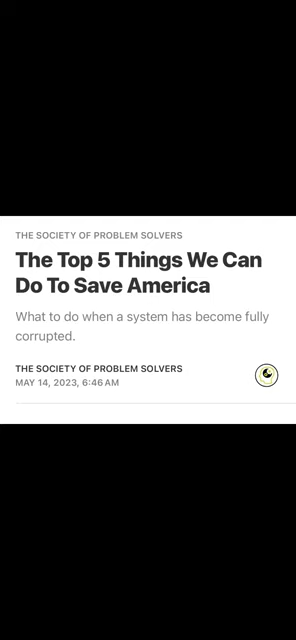 THE SOCIETY OF PROBLEM SOLVERS
The Top 5 Things We Can
Do To Save America
What to do when a system has become fully
corrupted.
THE SOCIETY OF PROBLEM SOLVERS
MAY 14, 2023, 6:46 AM